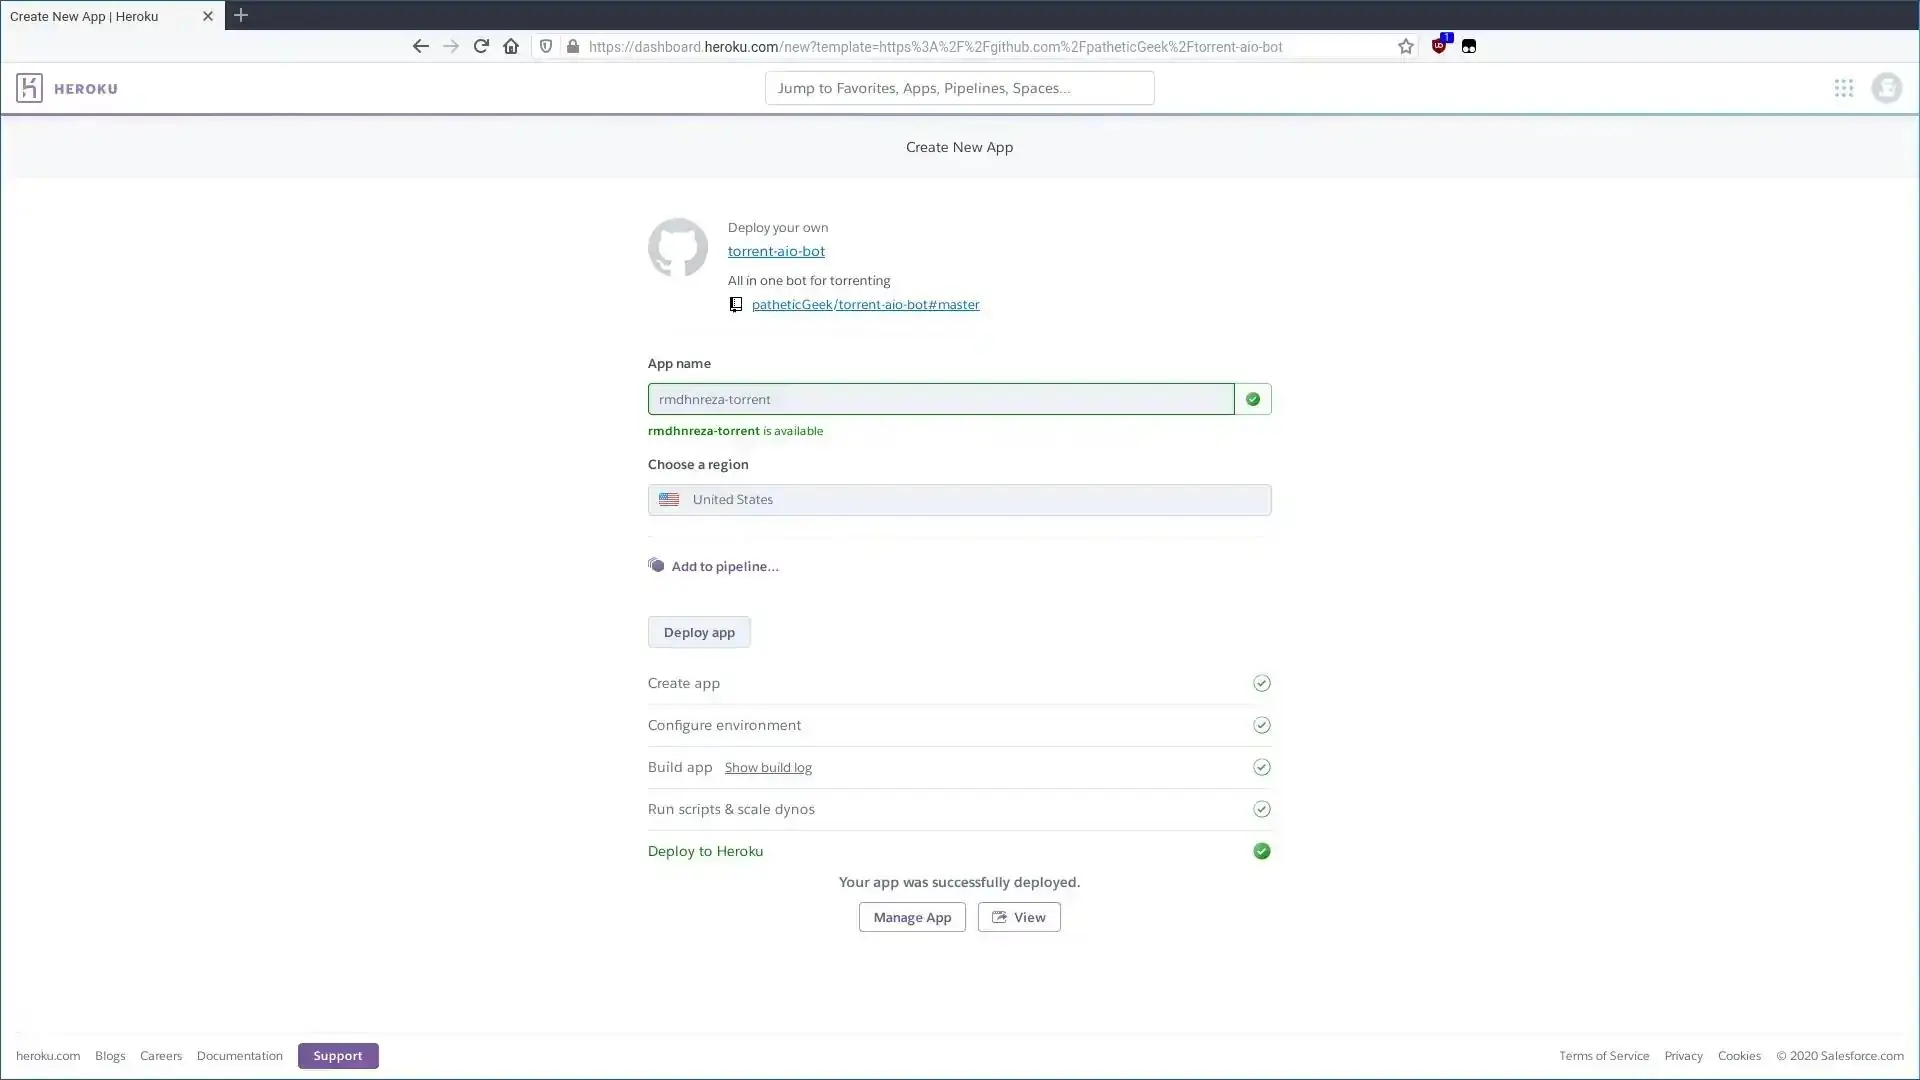 Create New App | Heroku
https://dashboard.heroku.com/new?template=https%3A%2F%2Fgithub.com%2FpatheticGeek%2Ftorrent-aio-bot
1
HEROKU
Jump to Favorites, Apps, Pipelines, Spaces...
Create New App
Deploy your own
torrent-aio-bot
All in one bot for torrenting
patheticGeek/torrent-aio-bot#master
App name
rmdhnreza-torrent
rmdhnreza-torrent is available
Choose a region
United States
Add to pipeline...
Deploy app
Create app
Configure environment
Build app Show build log
Run scripts & scale dynos
Deploy to Heroku
Your app was successfully deployed.
Manage App View
heroku.com Blogs Careers Documentation Support Terms of Service Privacy Cookies © 2020 Salesforce.com